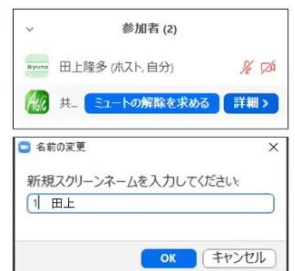 参加者 (2)
Ryuto 田上隆多 (ホスト, 自分)
共... ミュートの解除を求める 詳細 >
名前の変更
新規スクリーンネームを入力してください:
1 田上
OK キャンセル